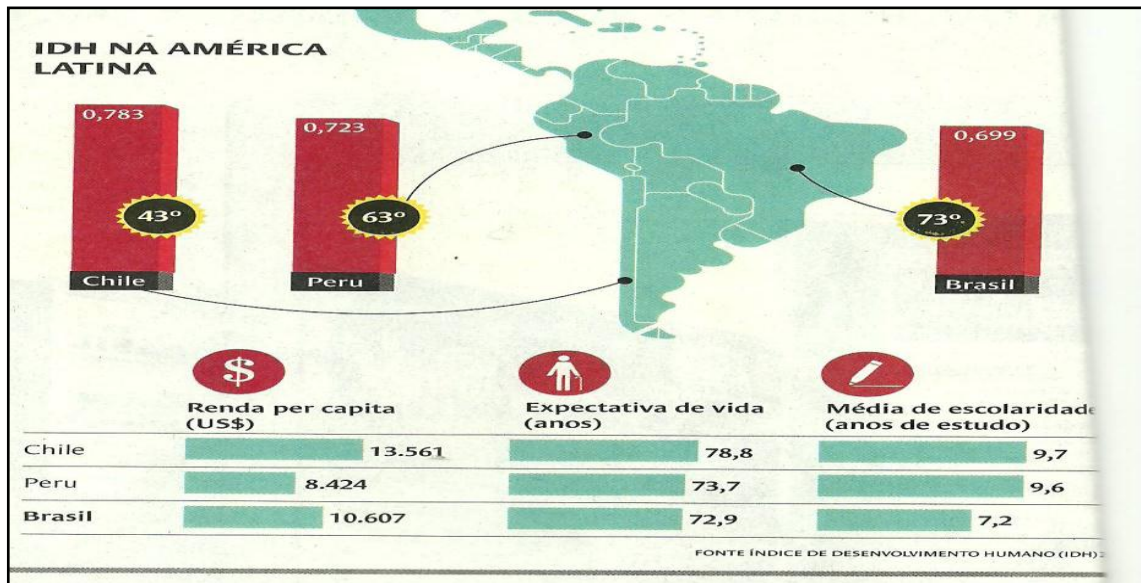 IDH NA AMÉRICA
LATINA
0,783
0,723
0,699
43º
63º
73º
Chile
Peru
Brasil
$
Renda per capita
(US$)
Expectativa de vida
(anos)
Média de escolaridade
(anos de estudo)
Chile 13.561 78,8 9,7
Peru 8.424 73,7 9,6
Brasil 10.607 72,9 7,2
FONTE ÍNDICE DE DESENVOLVIMENTO HUMANO (IDH)